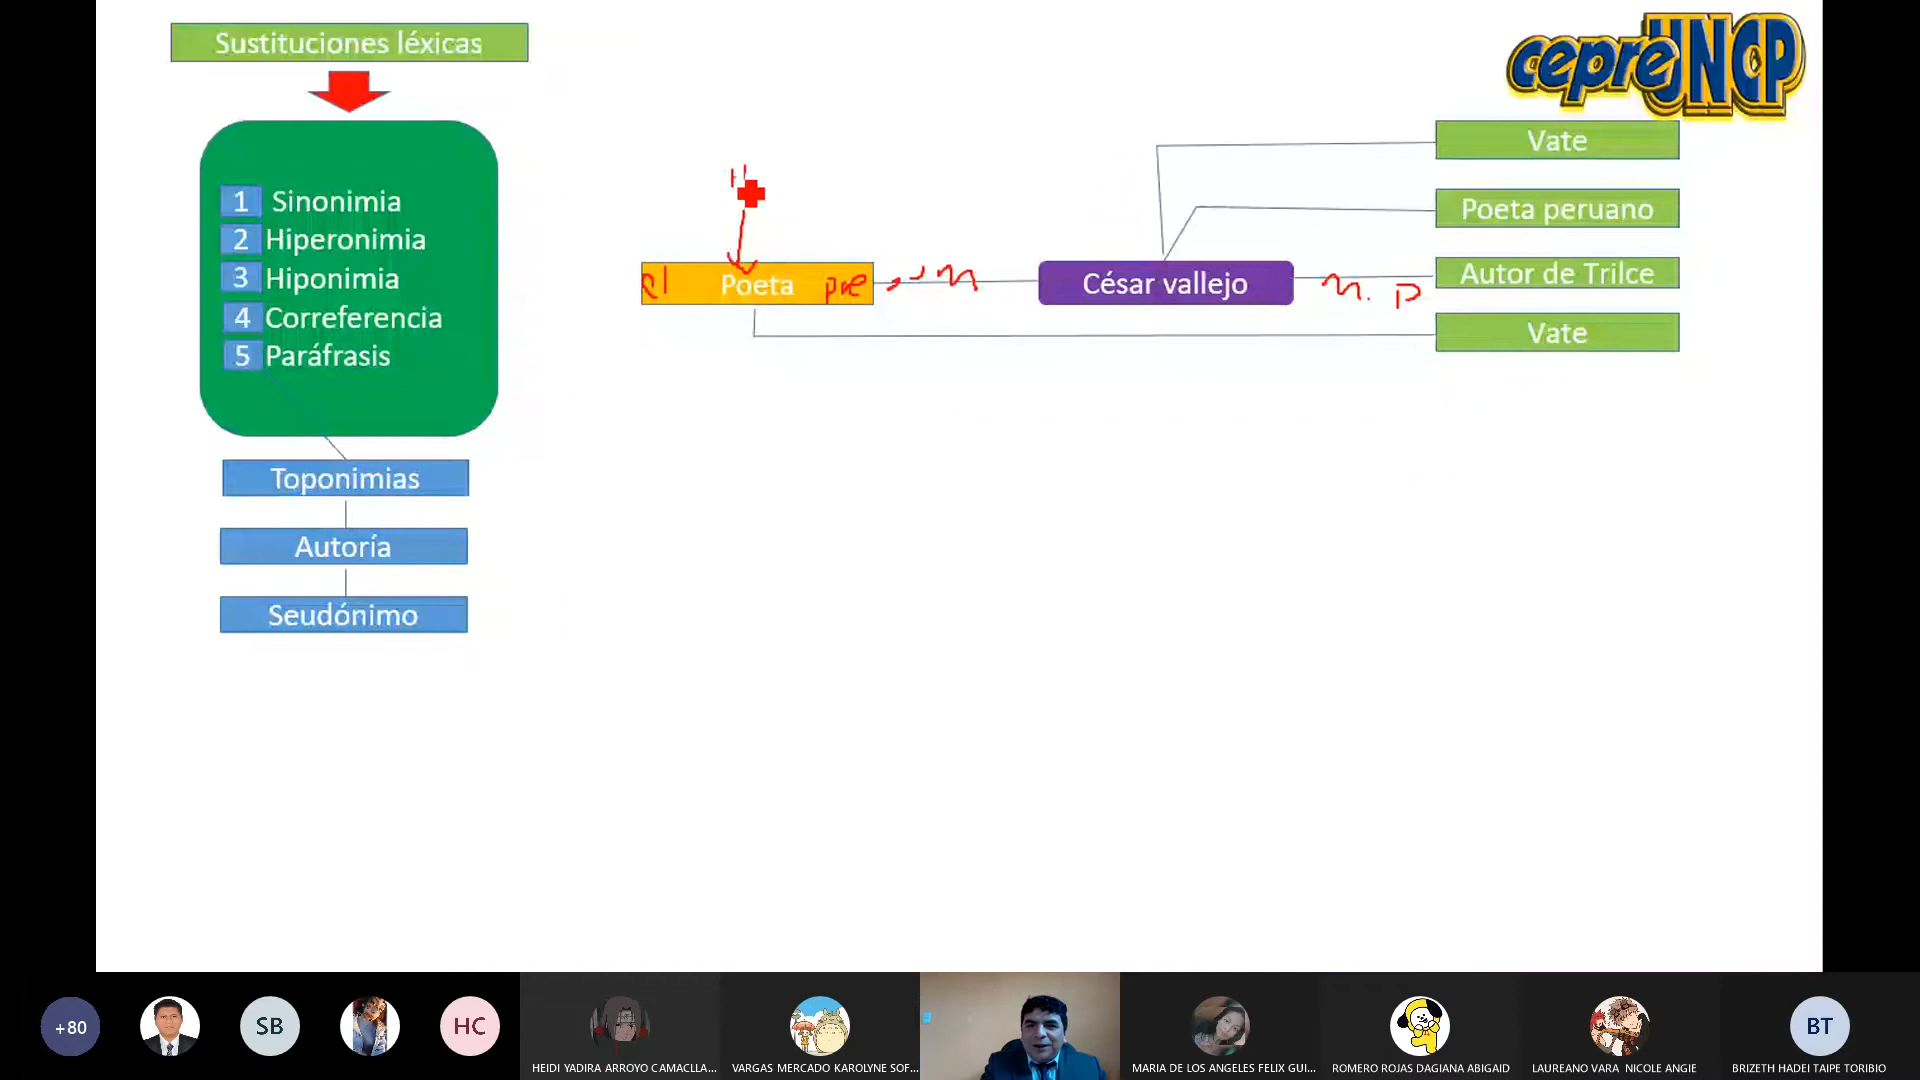 Sustituciones léxicas
cepreUNCP
1 Sinonimia
2 Hiperonimia
3 Hiponimia
4 Correferencia
5 Paráfrasis
Toponimias
Autoría
Seudónimo
Vate
Poeta peruano
El Poeta
César vallejo
Autor de Trilce
Vate
+80
SB
HC
HEIDI YADIRA ARROYO CAMACLLA...
VARGAS MERCADO KAROLYNE SOF...
MARIA DE LOS ANGELES FELIX GUI...
ROMERO ROJAS DAGIANA ABIGAID
LAUREANO VARA NICOLE ANGIE
BT
BRIZETH HADEI TAIPE TORIBIO